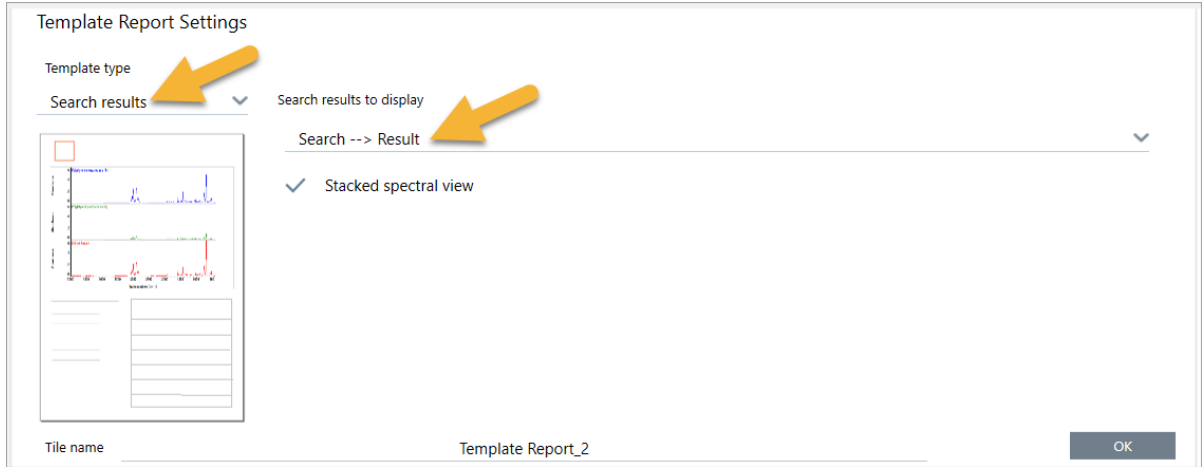 Template Report Settings
Template type
Search results
Search results to display
Search --> Result
Stacked spectral view
Tile name
Template Report_2
OK